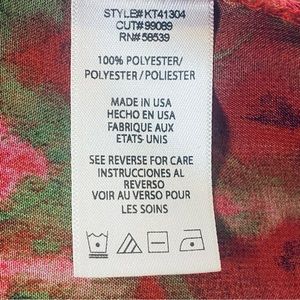 STYLE#KT41304
CUT#99089
RN#58539
100% POLYESTER/
POLYESTER / POLIESTER
MADE IN USA
HECHO EN USA
FABRIQUE AUX
ETATS-UNIS
SEE REVERSE FOR CARE
INSTRUCCIONES AL
REVERSO
VOIR AU VERSO POUR
LES SOINS